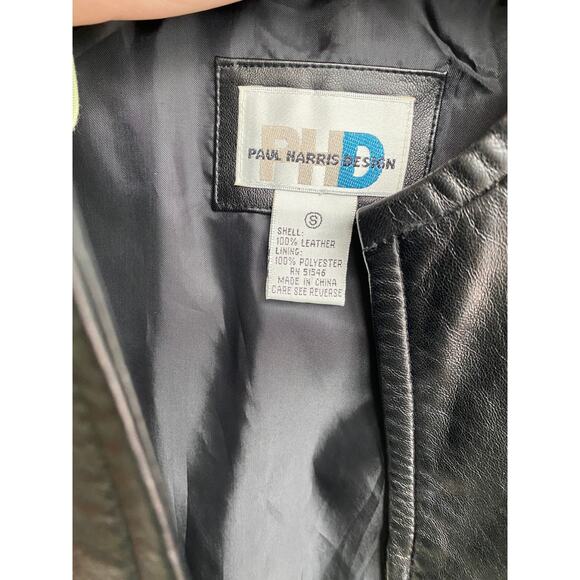 PHD
PAUL HARRIS DESIGN
S
SHELL:
100% LEATHER
LINING:
100% POLYESTER
RN 51546
MADE IN CHINA
CARE SEE REVERSE